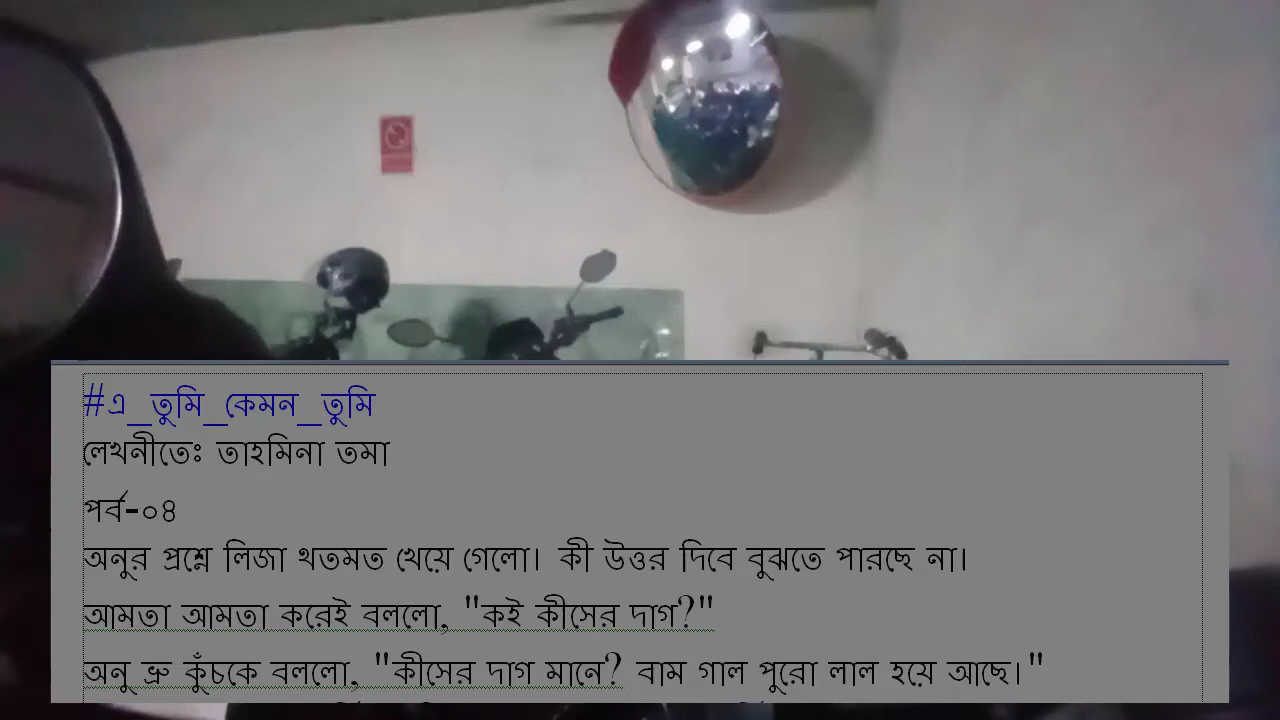 #এ_তুমি_কেমন_তুমি
লেখনীতেঃ তাহমিনা তমা
পর্ব-০৪
অনুর প্রশ্নে লিজা থতমত খেয়ে গেলো। কী উত্তর দিবে বুঝতে পারছে না।
আমতা আমতা করেই বললো, "কই কীসের দাগ?"
অনু ভ্রু কুঁচকে বললো, "কীসের দাগ মানে? বাম গাল পুরো লাল হয়ে আছে।"